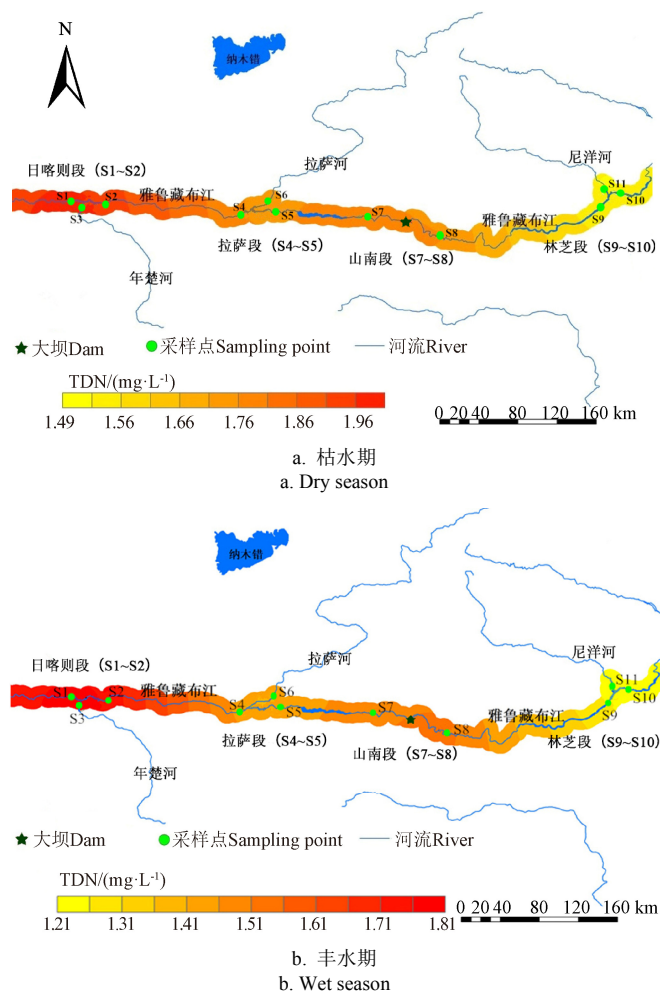 N
纳木错
拉萨河
尼洋河
日喀则段（S1~S2）
S11
S1 S2 雅鲁藏布江 S6 S10
S3 S4 S5 S7 雅鲁藏布江 S9
S8
拉萨段（S4~S5） 林芝段（S9~S10）
山南段（S7~S8）
年楚河
大坝Dam 采样点Sampling point 河流River
TDN/(mg·L-1)
1.49 1.56 1.66 1.76 1.86 1.96
0 20 40 80 120 160 km
a. 枯水期
a. Dry season
纳木错
拉萨河
尼洋河
日喀则段（S1~S2）
S11
S1 S2 雅鲁藏布江 S6 S10
S3 S4 S5 S7 雅鲁藏布江 S9
S8
拉萨段（S4~S5） 林芝段（S9~S10）
山南段（S7~S8）
年楚河
大坝Dam 采样点Sampling point 河流River
TDN/(mg·L-1)
1.21 1.31 1.41 1.51 1.61 1.71 1.81
0 20 40 80 120 160 km
b. 丰水期
b. Wet season